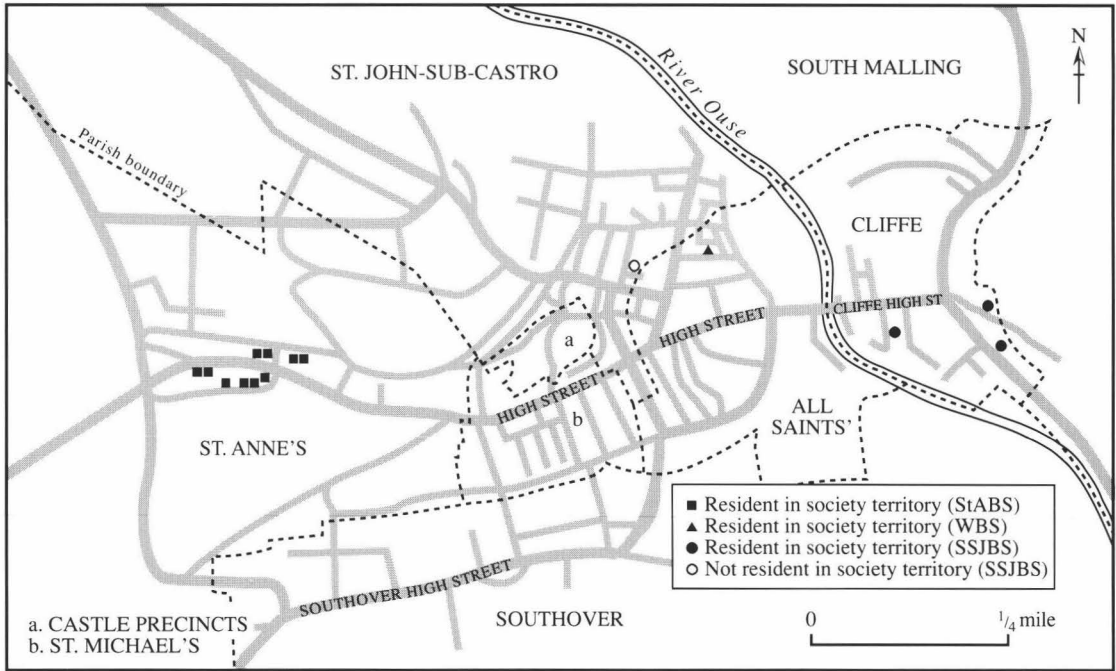 ST. JOHN-SUB-CASTRO
River Ouse
SOUTH MALLING
N
Parish boundary
CLIFFE
CLIFFE HIGH ST
HIGH STREET
a
HIGH STREET
b
ST. ANNE'S
ALL
SAINTS'
■ Resident in society territory (StABS)
▲ Resident in society territory (WBS)
● Resident in society territory (SSJBS)
○ Not resident in society territory (SSJBS)
SOUTHOVER HIGH STREET
SOUTHOVER
0 1/4 mile
a. CASTLE PRECINCTS
b. ST. MICHAEL'S